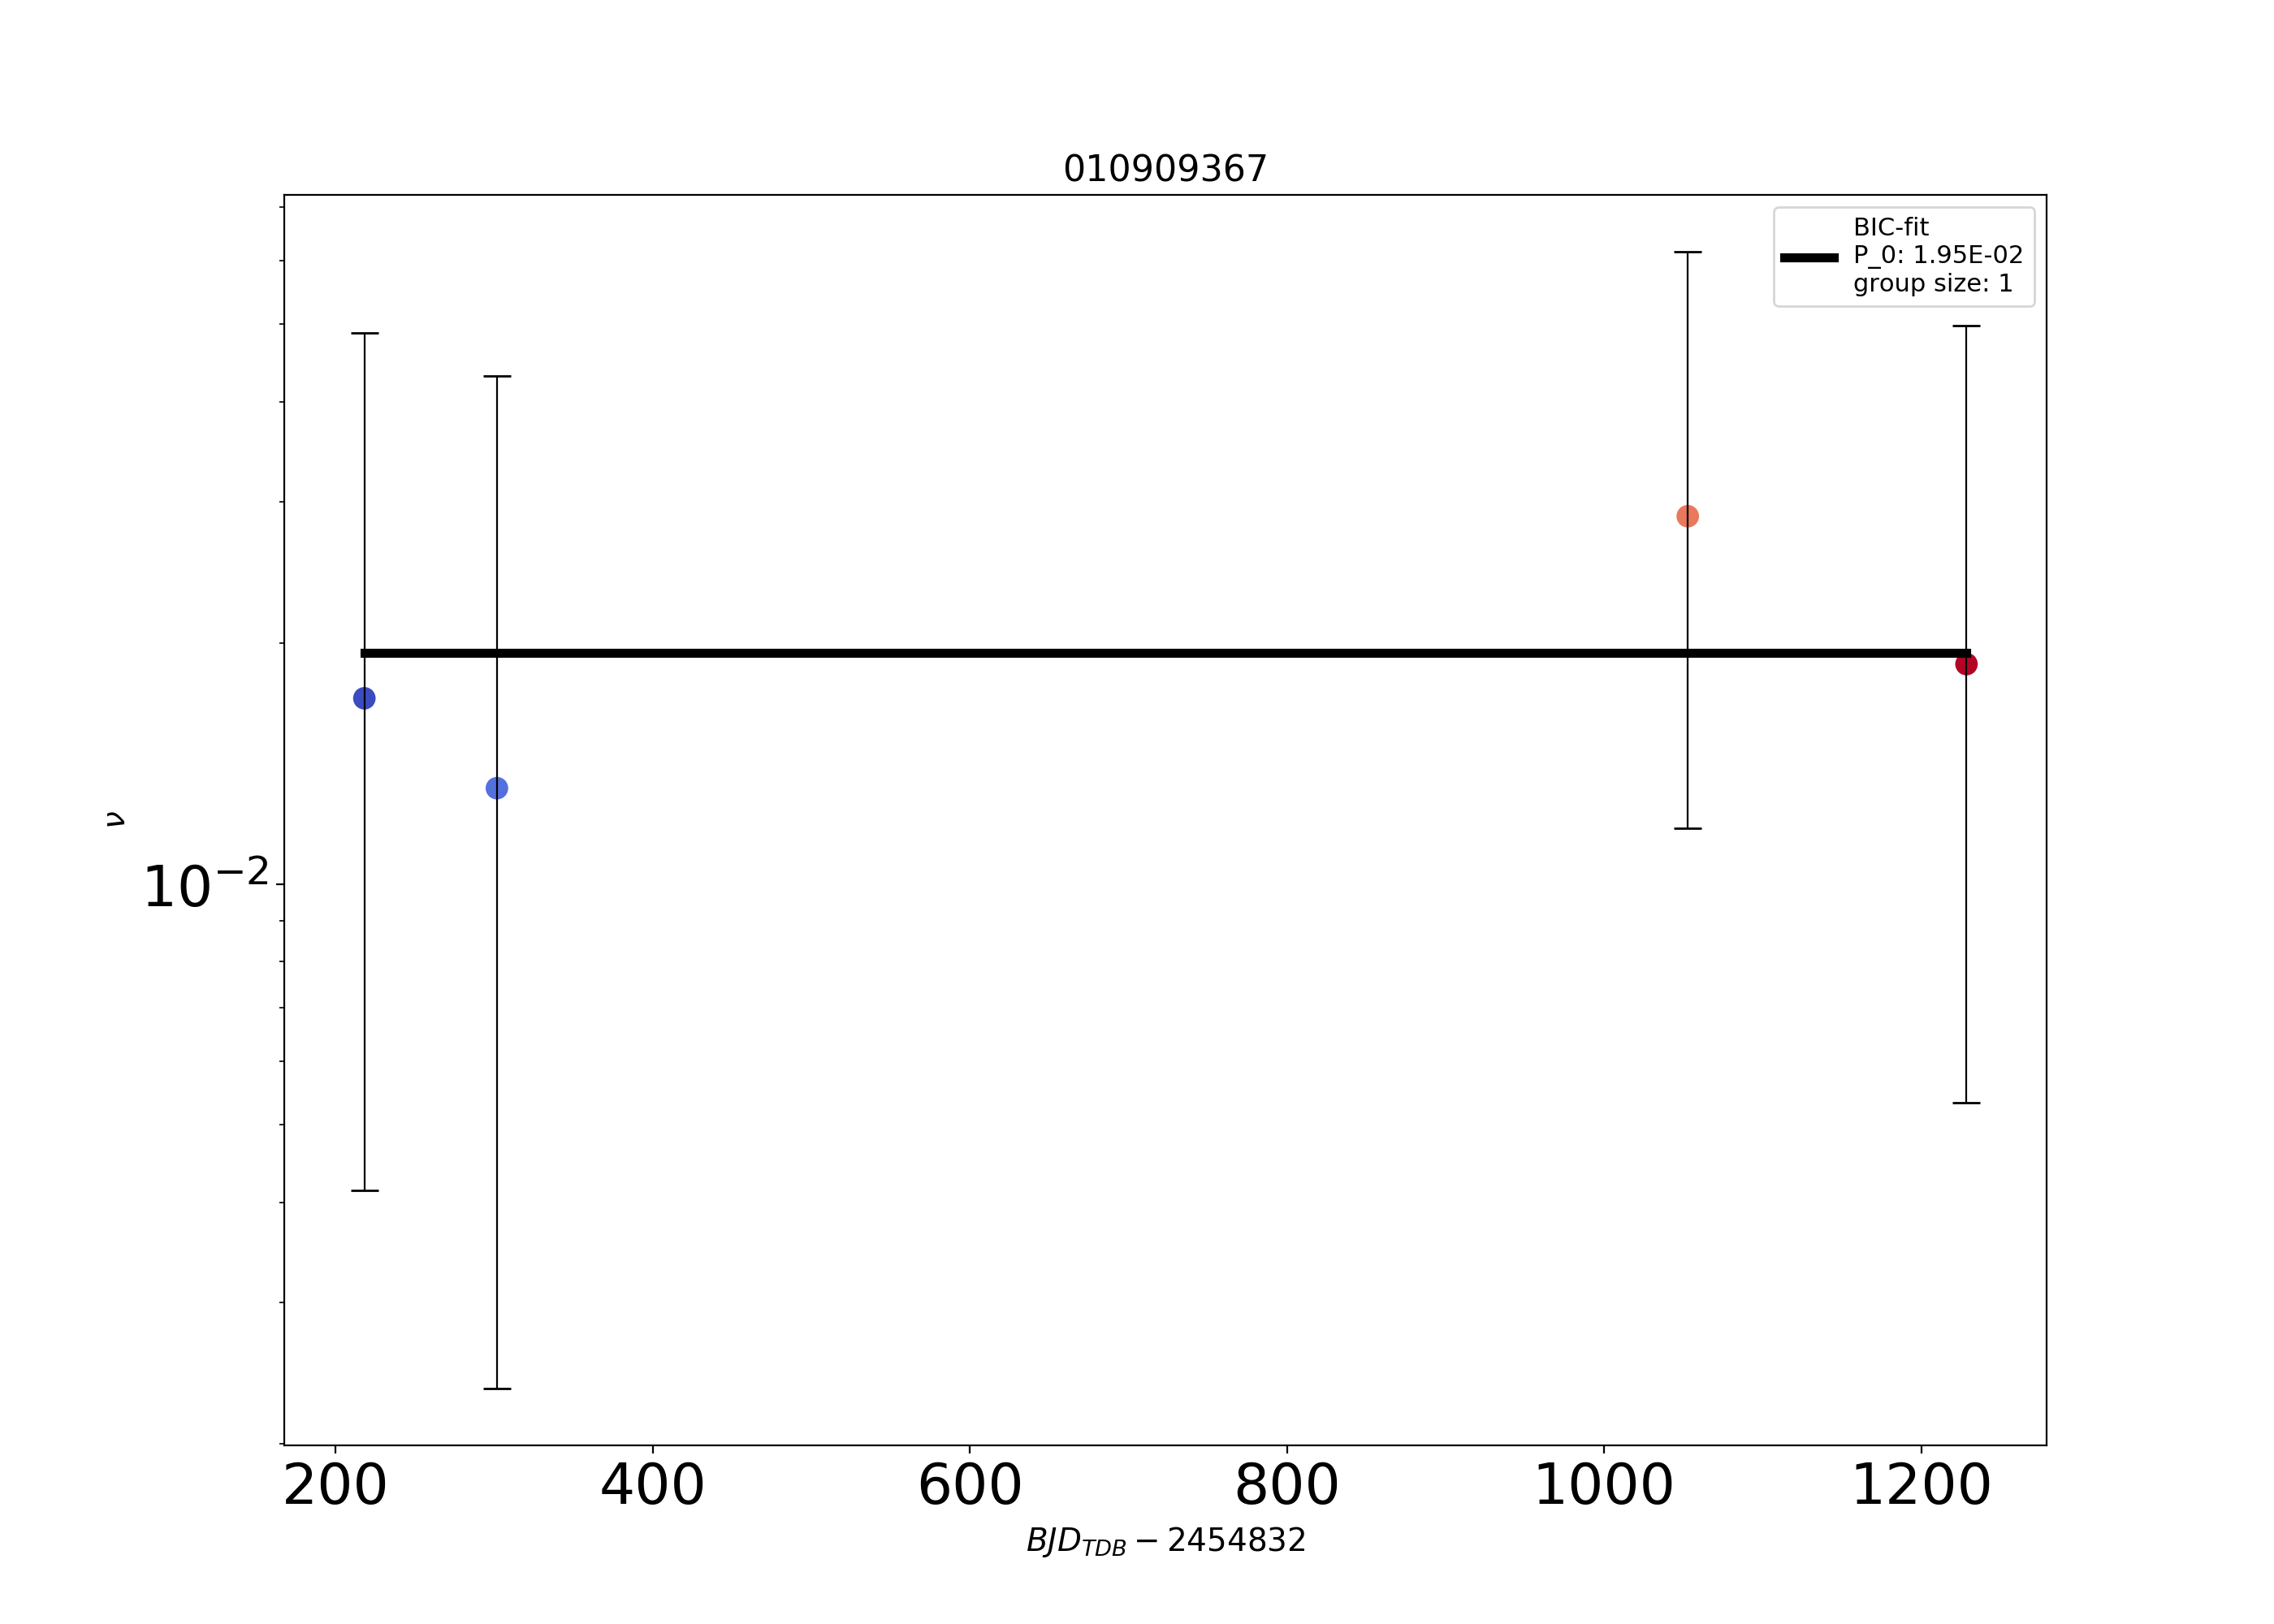 010909367
BIC-fit
P_0: 1.95E-02
group size: 1
ν
10⁻²
200 400 600 800 1000 1200
BJD_TDB − 2454832